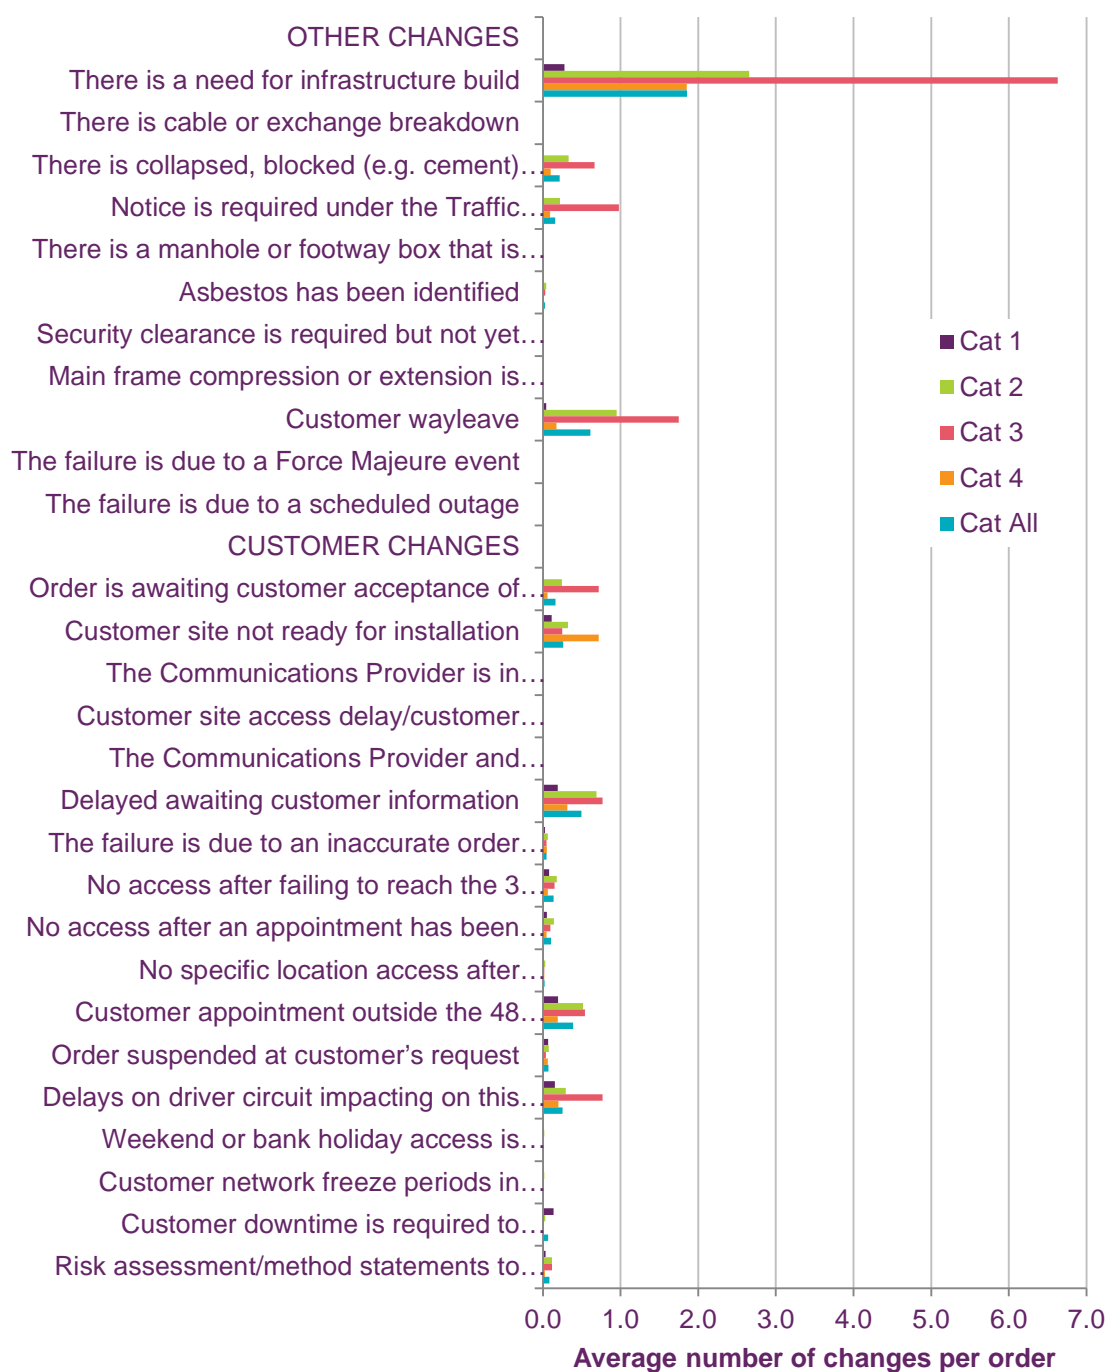 OTHER CHANGES
There is a need for infrastructure build
There is cable or exchange breakdown
There is collapsed, blocked (e.g. cement)…
Notice is required under the Traffic…
There is a manhole or footway box that is…
Asbestos has been identified
Security clearance is required but not yet…
Main frame compression or extension is…
Customer wayleave
The failure is due to a Force Majeure event
The failure is due to a scheduled outage
CUSTOMER CHANGES
Order is awaiting customer acceptance of…
Customer site not ready for installation
The Communications Provider is in…
Customer site access delay/customer…
The Communications Provider and…
Delayed awaiting customer information
The failure is due to an inaccurate order…
No access after failing to reach the 3…
No access after an appointment has been…
No specific location access after…
Customer appointment outside the 48…
Order suspended at customer’s request
Delays on driver circuit impacting on this…
Weekend or bank holiday access is…
Customer network freeze periods in…
Customer downtime is required to…
Risk assessment/method statements to…
Cat 1
Cat 2
Cat 3
Cat 4
Cat All
0.0 1.0 2.0 3.0 4.0 5.0 6.0 7.0
Average number of changes per order